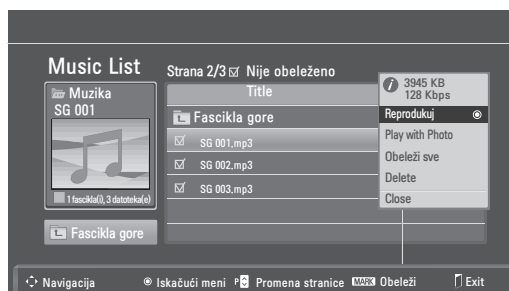 Music List
Strana 2/3 ☑ Nije obeleženo
Muzika
SG 001
1 fascikla(i), 3 datoteka(e)
Fascikla gore
Title
Fascikla gore
SG 001,mp3
SG 002,mp3
SG 003,mp3
3945 KB
128 Kbps
Reprodukuj
Play with Photo
Obeleži sve
Delete
Close
Navigacija Iskačući meni P Promena stranice MARK Obeleži Exit